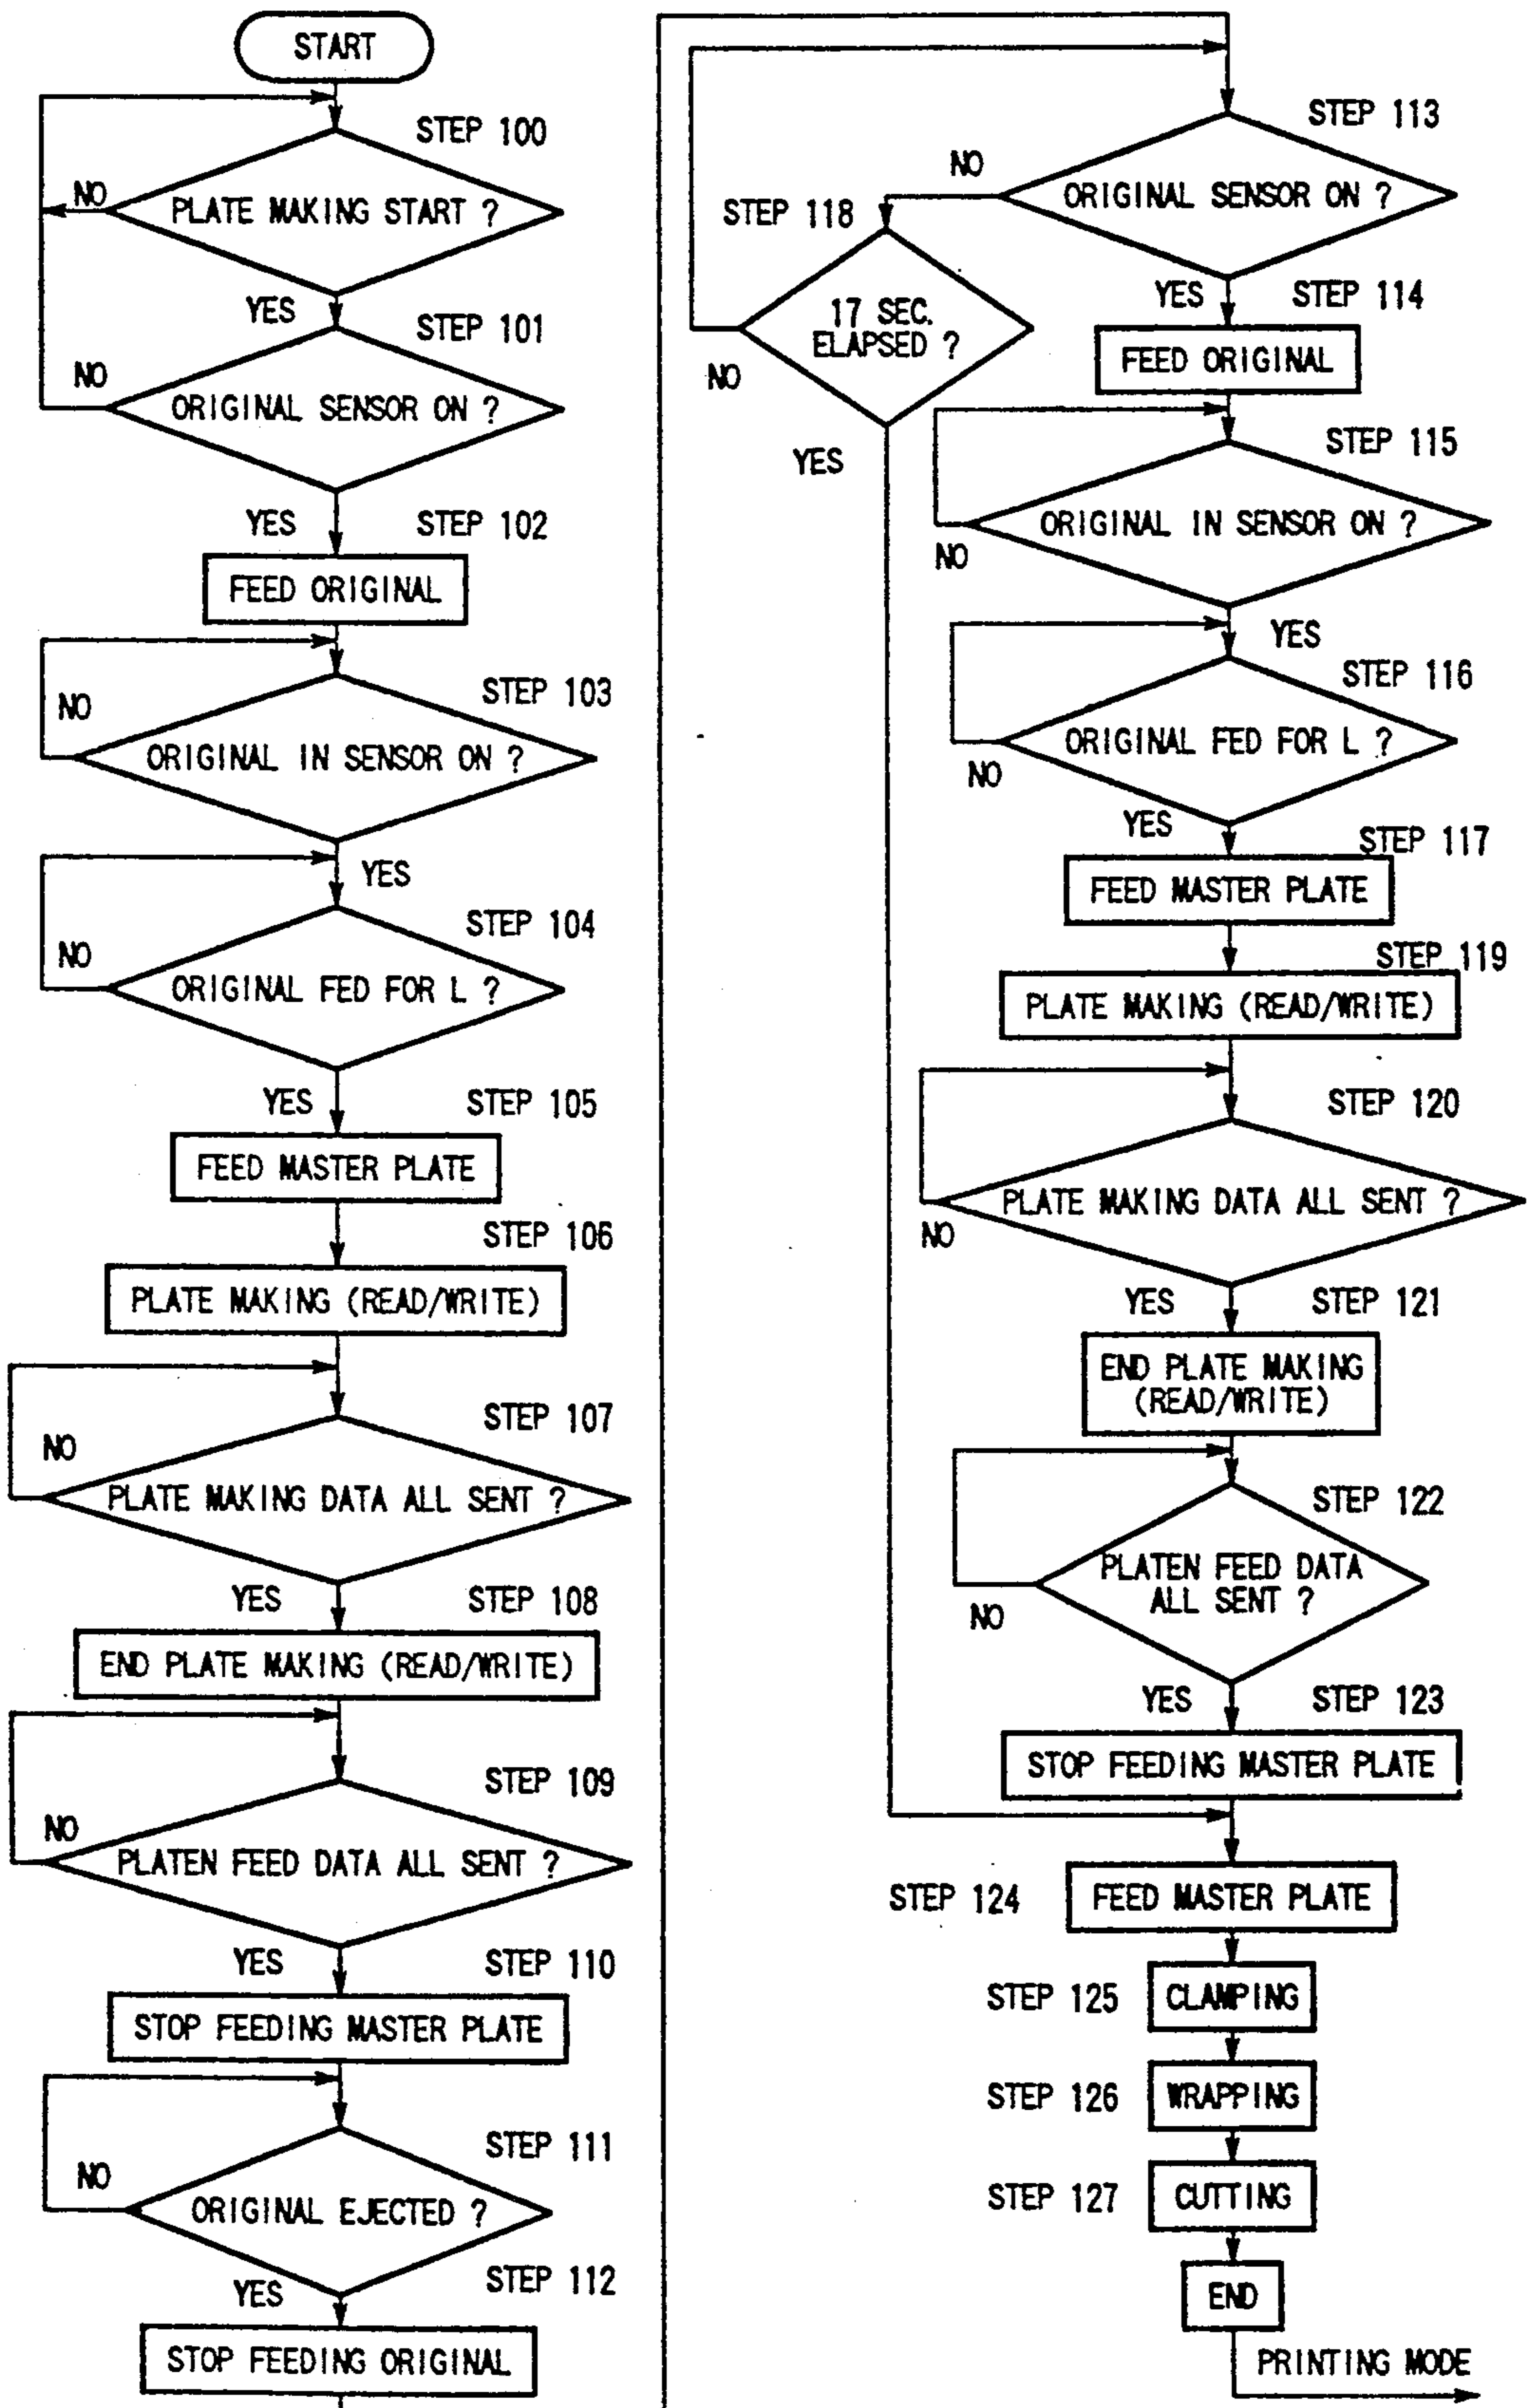 START
STEP 100
NO
PLATE MAKING START ?
YES
STEP 101
NO
ORIGINAL SENSOR ON ?
YES
STEP 102
FEED ORIGINAL
STEP 103
NO
ORIGINAL IN SENSOR ON ?
YES
STEP 104
NO
ORIGINAL FED FOR L ?
YES
STEP 105
FEED MASTER PLATE
STEP 106
PLATE MAKING (READ/WRITE)
STEP 107
NO
PLATE MAKING DATA ALL SENT ?
YES
STEP 108
END PLATE MAKING (READ/WRITE)
STEP 109
NO
PLATEN FEED DATA ALL SENT ?
YES
STEP 110
STOP FEEDING MASTER PLATE
STEP 111
NO
ORIGINAL EJECTED ?
YES
STEP 112
STOP FEEDING ORIGINAL
STEP 113
NO
ORIGINAL SENSOR ON ?
STEP 118
17 SEC.
ELAPSED ?
NO
YES
YES
STEP 114
FEED ORIGINAL
STEP 115
ORIGINAL IN SENSOR ON ?
NO
YES
STEP 116
ORIGINAL FED FOR L ?
NO
YES
STEP 117
FEED MASTER PLATE
STEP 119
PLATE MAKING (READ/WRITE)
STEP 120
PLATE MAKING DATA ALL SENT ?
NO
YES
STEP 121
END PLATE MAKING
(READ/WRITE)
STEP 122
PLATEN FEED DATA
ALL SENT ?
NO
YES
STEP 123
STOP FEEDING MASTER PLATE
STEP 124
FEED MASTER PLATE
STEP 125
CLAMPING
STEP 126
WRAPPING
STEP 127
CUTTING
END
PRINTING MODE